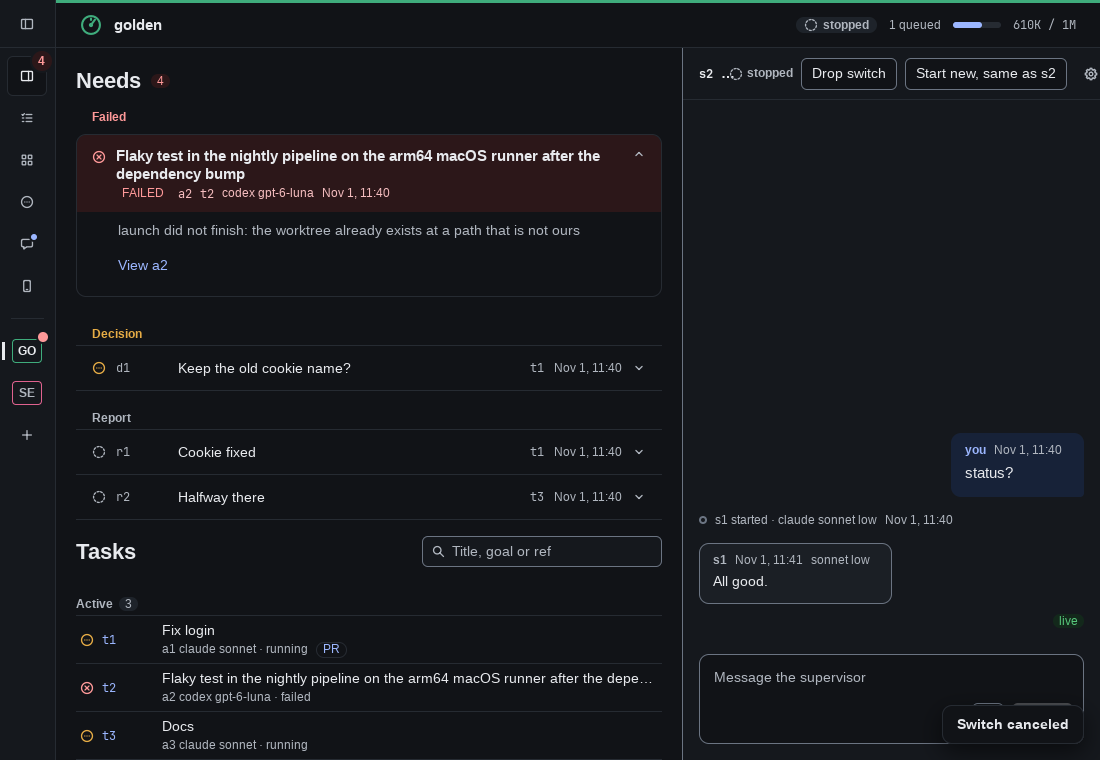 golden
stopped
1 queued
610K / 1M
4
GO
SE
Needs 4
Failed
Flaky test in the nightly pipeline on the arm64 macOS runner after the
dependency bump
FAILED a2 t2 codex gpt-6-luna Nov 1, 11:40
launch did not finish: the worktree already exists at a path that is not ours
View a2
Decision
d1 Keep the old cookie name? t1 Nov 1, 11:40
Report
r1 Cookie fixed t1 Nov 1, 11:40
r2 Halfway there t3 Nov 1, 11:40
Tasks
Title, goal or ref
Active 3
t1 Fix login
a1 claude sonnet · running PR
t2 Flaky test in the nightly pipeline on the arm64 macOS runner after the depe…
a2 codex gpt-6-luna · failed
t3 Docs
a3 claude sonnet · running
s2 … stopped Drop switch Start new, same as s2
you Nov 1, 11:40
status?
s1 started · claude sonnet low Nov 1, 11:40
s1 Nov 1, 11:41 sonnet low
All good.
live
Message the supervisor
Switch canceled